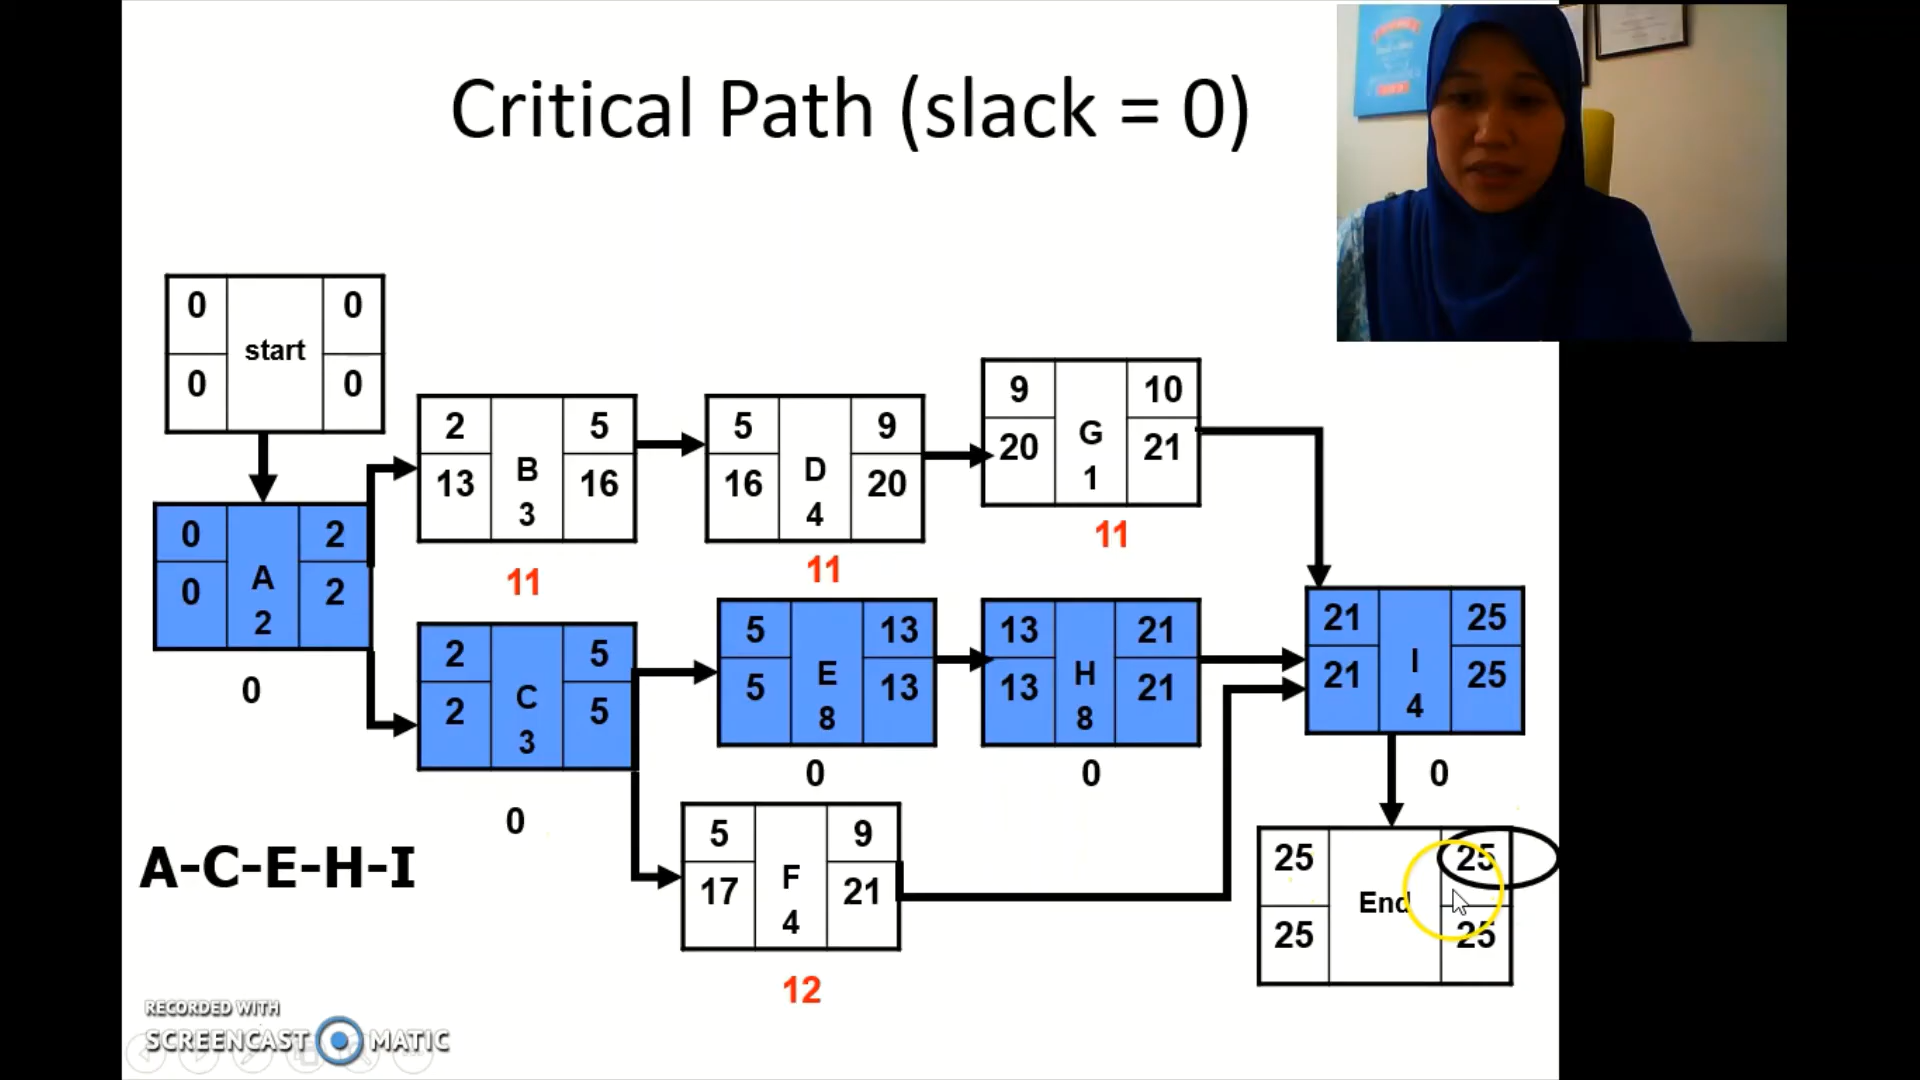 Critical Path (slack = 0)
0 0
start
0 0
0 2
A
0 2
2
0
2 5
B
13 16
3
11
5 9
D
16 20
4
11
9 10
G
20 21
1
11
2 5
C
2 5
3
0
5 13
E
5 13
8
0
13 21
H
13 21
8
0
21 25
I
21 25
4
0
5 9
F
17 21
4
12
25 25
End
25 25
A-C-E-H-I
RECORDED WITH
SCREENCAST MATIC